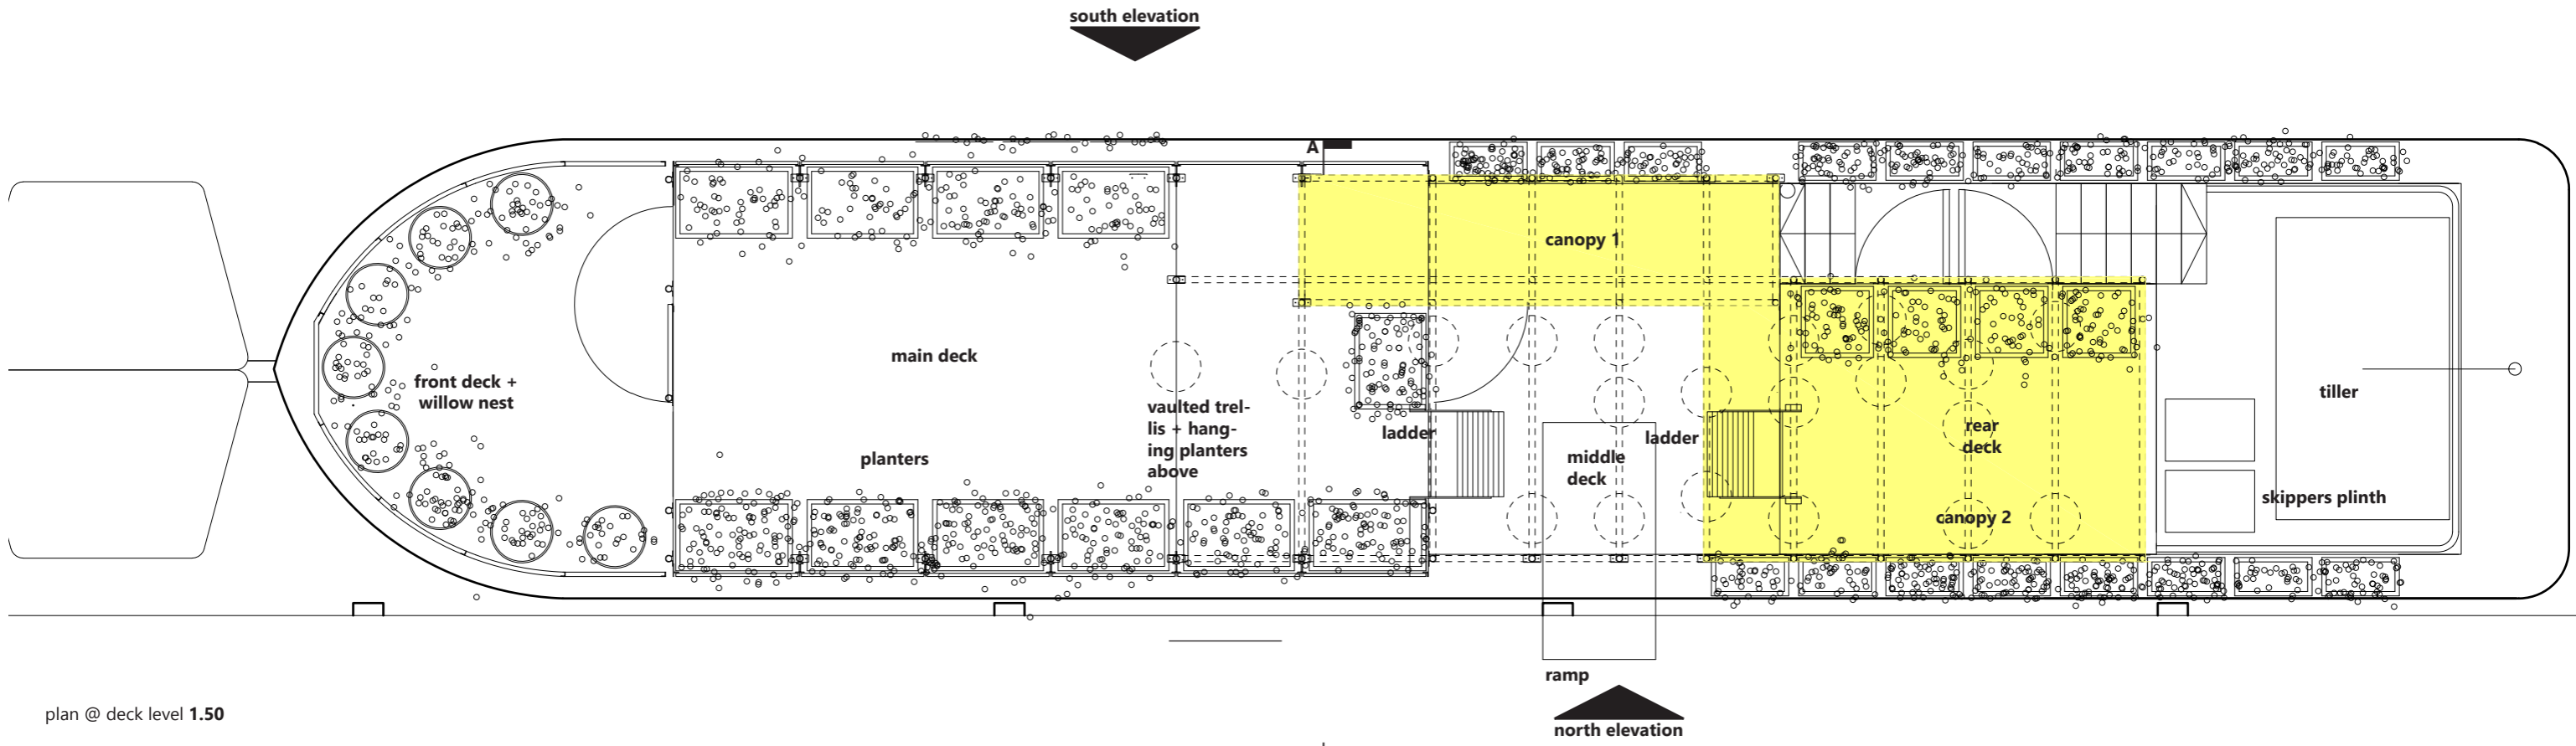 south elevation
A
canopy 1
main deck
front deck +
willow nest
vaulted trel-
lis + hang-
ing planters
above
planters
ladder
ladder
middle
deck
rear
deck
canopy 2
tiller
skippers plinth
ramp
north elevation
plan @ deck level 1.50